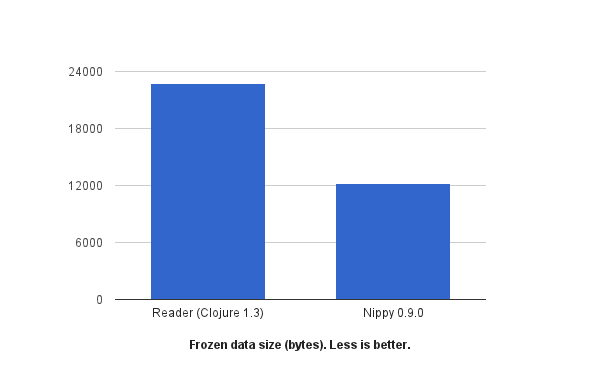 24000
18000
12000
6000
0
Reader (Clojure 1.3) Nippy 0.9.0
Frozen data size (bytes). Less is better.